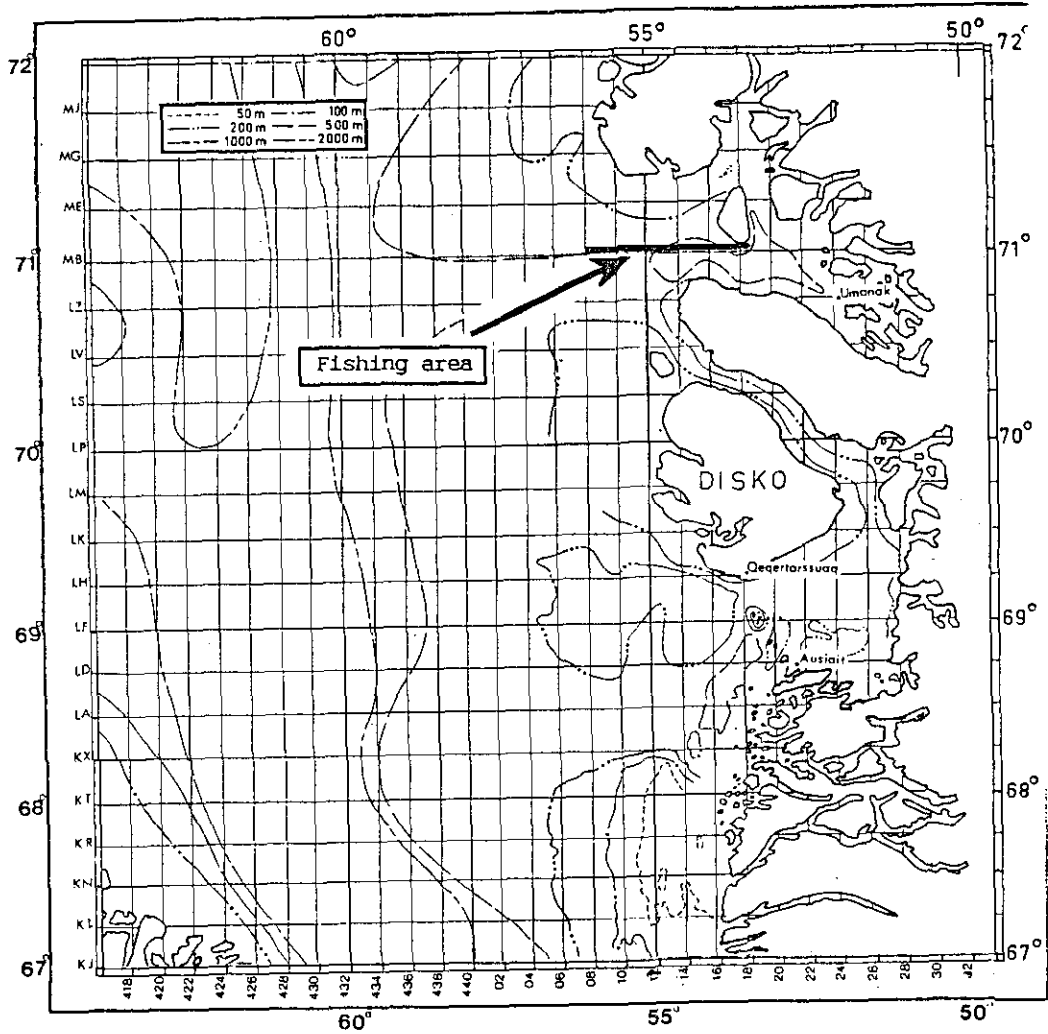 60° 55° 50°
72° 72°
MJ
50 m 100 m
200 m 500 m
1000 m 2000 m
MG
ME
71° MB 71°
Umanak
LZ
Fishing area
LV
LS
70° LP 70°
DISKO
LM
LK
Qeqertarssuaq
LH
69° LF 69°
Ausiait
LD
LA
KX
68° KT 68°
KR
KN
KL
67° KJ 67°
418 420 422 424 426 428 430 432 434 436 438 440 02 04 06 08 10 12 14 16 18 20 22 24 26 28 30 32
60° 55° 50°